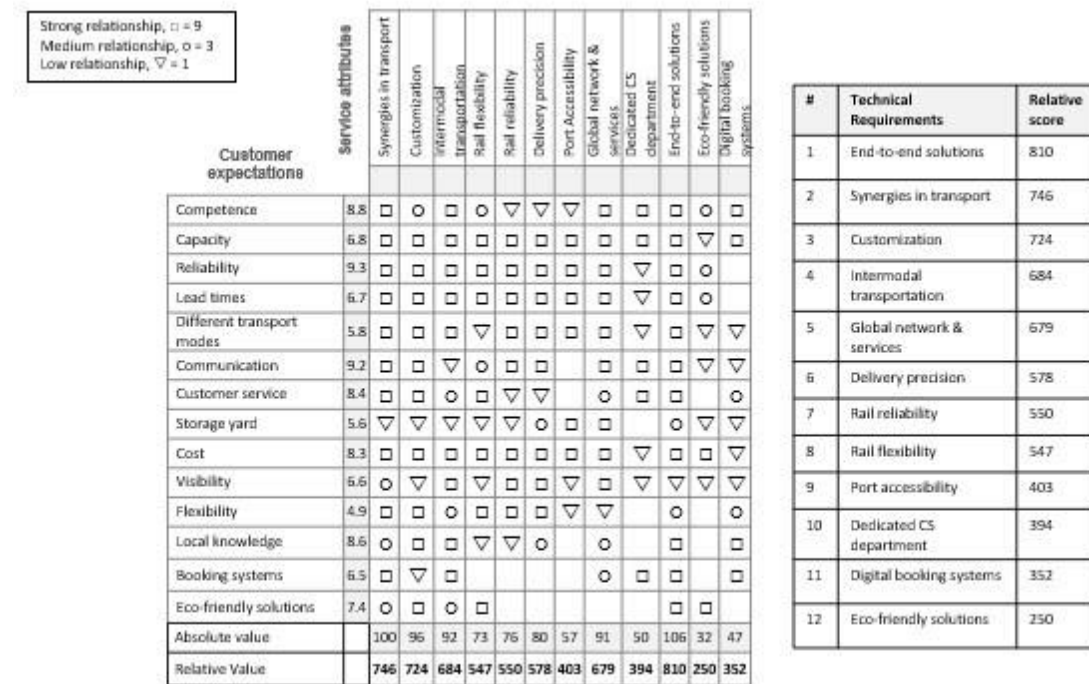 Strong relationship, □ = 9
Medium relationship, o = 3
Low relationship, ▽ = 1
Service attributes
Synergies in transport
Customization
Intermodal transportation
Rail flexibility
Rail reliability
Delivery precision
Port Accessibility
Global network & services
Dedicated CS department
End-to-end solutions
Eco-friendly solutions
Digital booking systems
Customer expectations
Competence 8.8 □ o □ o ▽ ▽ ▽ □ □ □ o □
Capacity 6.8 □ □ □ □ □ □ □ □ □ □ ▽ □
Reliability 9.3 □ □ □ □ □ □ □ □ ▽ □ o
Lead times 6.7 □ □ □ □ □ □ □ □ ▽ □ o
Different transport modes 5.8 □ □ □ ▽ □ □ □ □ ▽ □ ▽ ▽
Communication 9.2 □ □ ▽ o □ □ □ □ □ ▽ ▽
Customer service 8.4 □ □ o □ ▽ ▽ o □ □ o
Storage yard 5.6 ▽ ▽ ▽ ▽ ▽ o □ □ o ▽ ▽
Cost 8.3 □ □ □ □ □ □ □ □ ▽ □ □ ▽
Visibility 6.6 o ▽ □ ▽ □ □ ▽ □ ▽ ▽ ▽ ▽
Flexibility 4.9 □ □ o □ □ □ ▽ ▽ o o
Local knowledge 8.6 o □ □ ▽ ▽ o o □ □
Booking systems 6.5 □ ▽ □ o □ □ □
Eco-friendly solutions 7.4 o □ o □ □ □
Absolute value 100 96 92 73 76 80 57 91 50 106 32 47
Relative Value 746 724 684 547 550 578 403 679 394 810 250 352
# Technical Requirements Relative score
1 End-to-end solutions 810
2 Synergies in transport 746
3 Customization 724
4 Intermodal transportation 684
5 Global network & services 679
6 Delivery precision 578
7 Rail reliability 550
8 Rail flexibility 547
9 Port accessibility 403
10 Dedicated CS department 394
11 Digital booking systems 352
12 Eco-friendly solutions 250